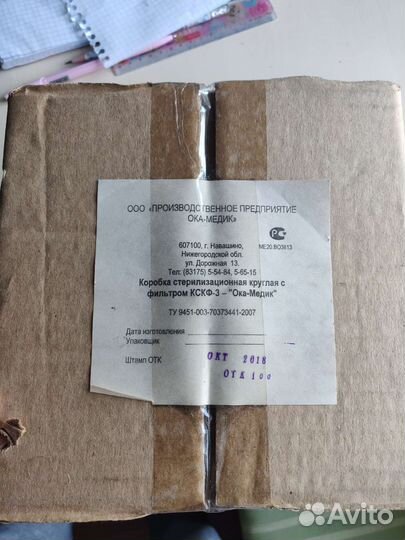 ООО «ПРОИЗВОДСТВЕННОЕ ПРЕДПРИЯТИЕ
ОКА-МЕДИК»
607100, г. Навашино,
Нижегородской обл.
ул. Дорожная 13.
Тел: (83175) 5-54-84, 5-65-15
МЕ20.ВО3813
Коробка стерилизационная круглая с
фильтром КСКФ-3 – "Ока-Медик"
ТУ 9451-003-70373441-2007
Дата изготовления
Упаковщик
Штамп ОТК
ОКТ 2018
ОТК 100
Avito